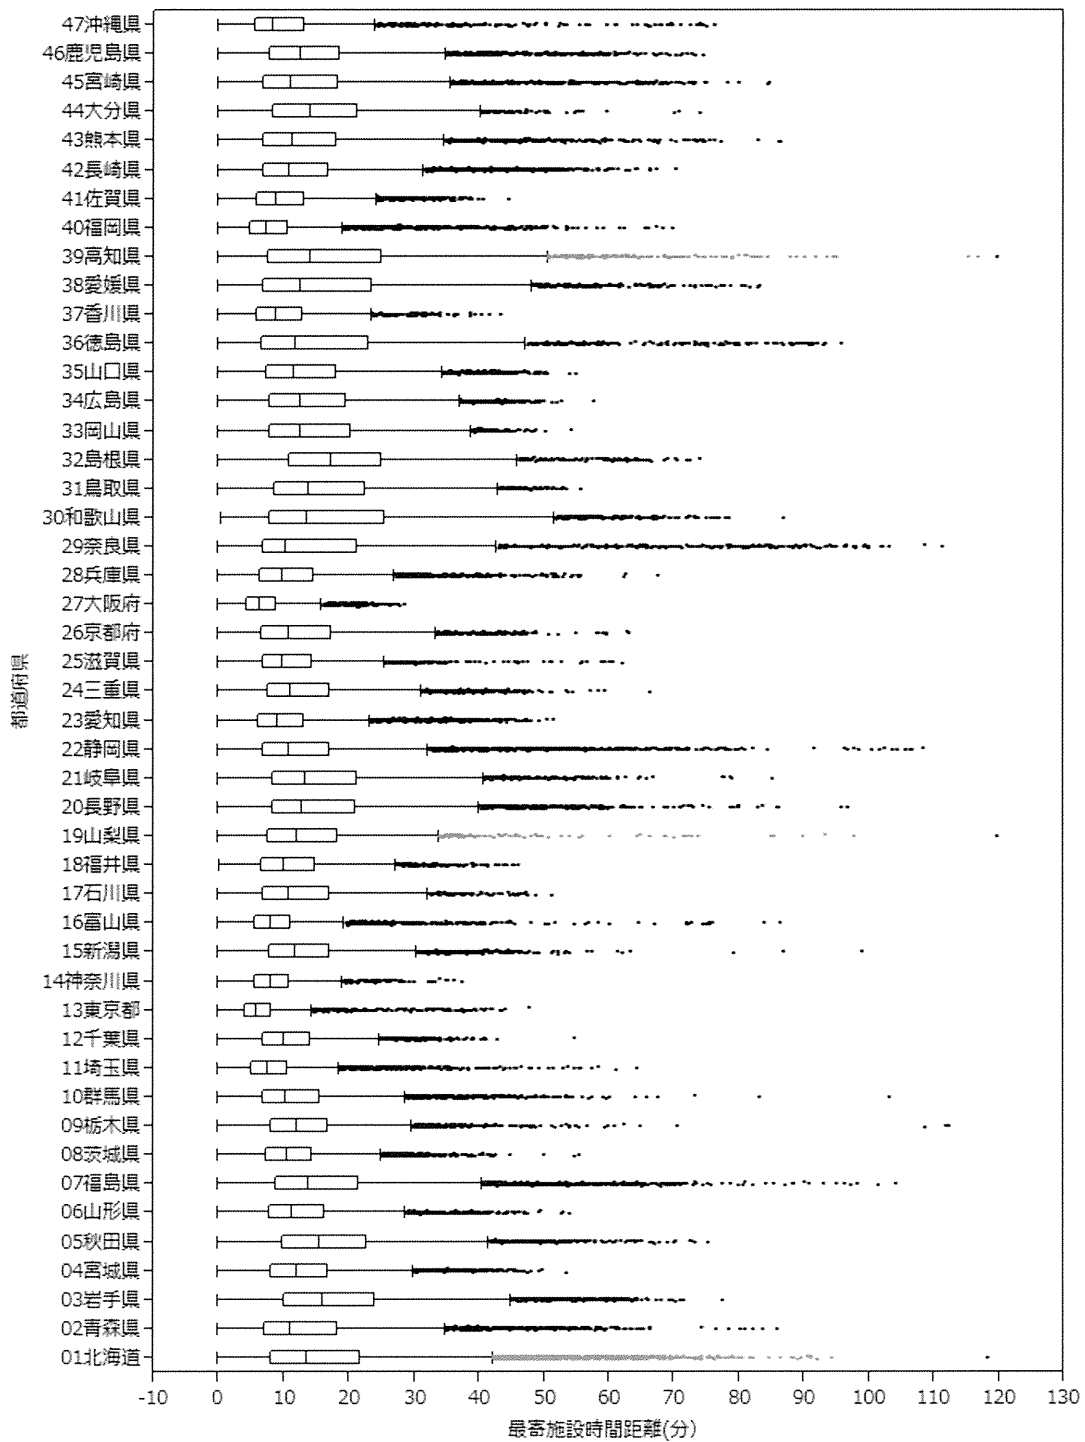 47沖縄県
46鹿児島県
45宮崎県
44大分県
43熊本県
42長崎県
41佐賀県
40福岡県
39高知県
38愛媛県
37香川県
36徳島県
35山口県
34広島県
33岡山県
32島根県
31鳥取県
30和歌山県
29奈良県
28兵庫県
27大阪府
26京都府
25滋賀県
24三重県
23愛知県
22静岡県
21岐阜県
20長野県
19山梨県
18福井県
17石川県
16富山県
15新潟県
14神奈川県
13東京都
12千葉県
11埼玉県
10群馬県
09栃木県
08茨城県
07福島県
06山形県
05秋田県
04宮城県
03岩手県
02青森県
01北海道
都道府県
-10 0 10 20 30 40 50 60 70 80 90 100 110 120 130
最寄施設時間距離(分)